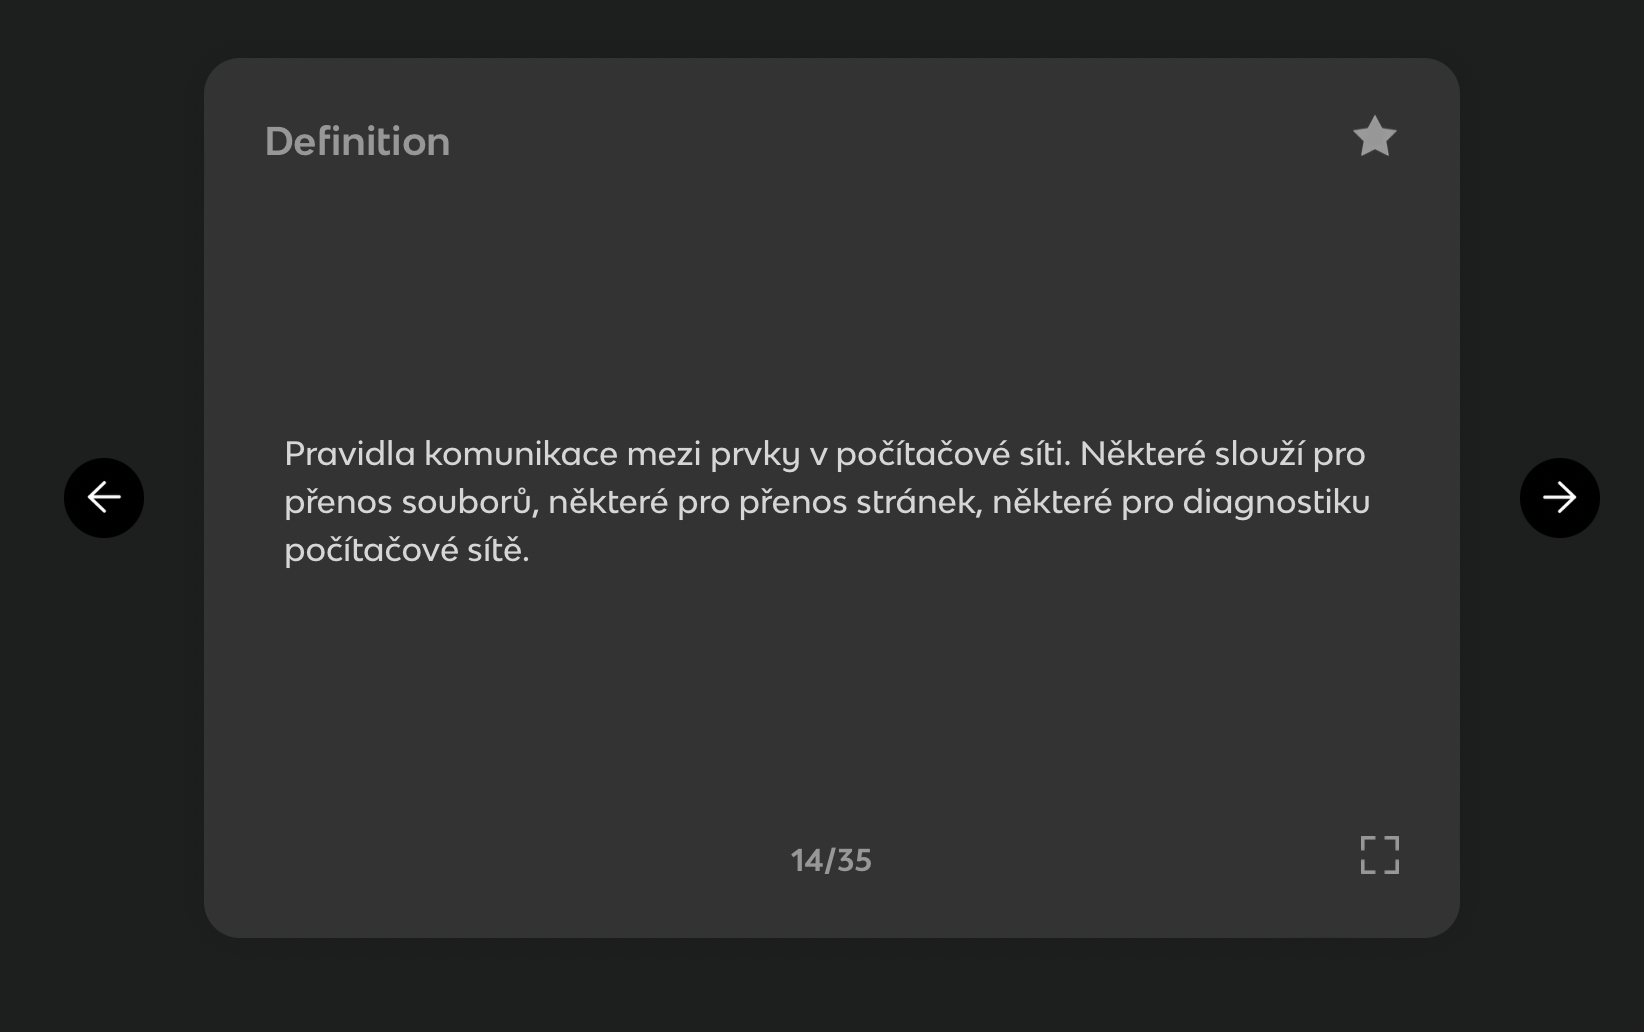 Definition
Pravidla komunikace mezi prvky v počítačové síti. Některé slouží pro
přenos souborů, některé pro přenos stránek, některé pro diagnostiku
počítačové sítě.
14/35